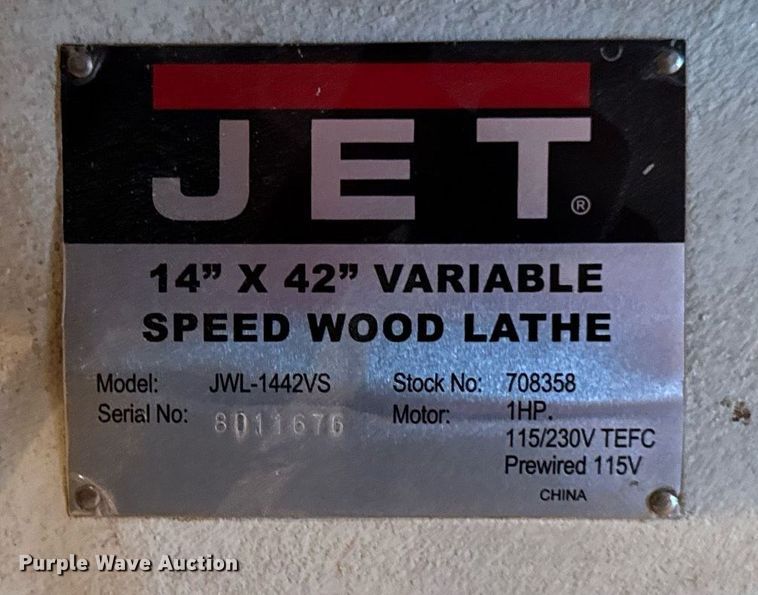 JET®
14” X 42” VARIABLE
SPEED WOOD LATHE
Model: JWL-1442VS Stock No: 708358
Serial No: 8011676 Motor: 1HP.
115/230V TEFC
Prewired 115V
CHINA
Purple Wave Auction